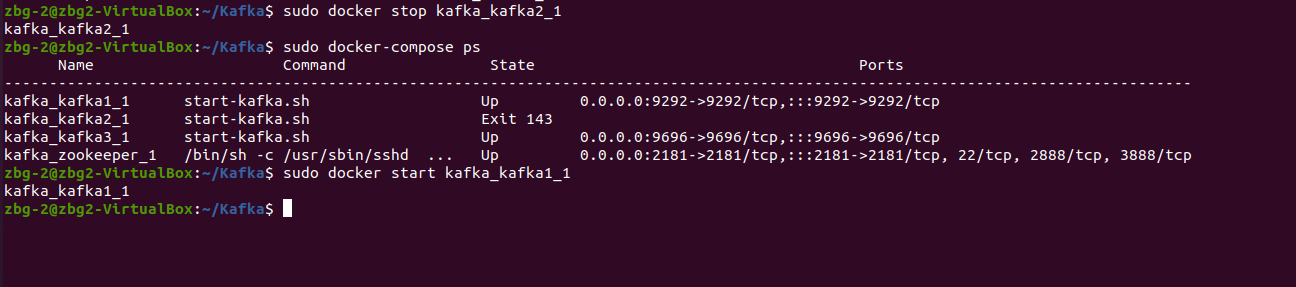 zbg-2@zbg2-VirtualBox:~/Kafka$ sudo docker stop kafka_kafka2_1
kafka_kafka2_1
zbg-2@zbg2-VirtualBox:~/Kafka$ sudo docker-compose ps
      Name                     Command                State                                    Ports
------------------------------------------------------------------------------------------------------------------------------------
kafka_kafka1_1      start-kafka.sh                   Up         0.0.0.0:9292->9292/tcp,:::9292->9292/tcp
kafka_kafka2_1      start-kafka.sh                   Exit 143
kafka_kafka3_1      start-kafka.sh                   Up         0.0.0.0:9696->9696/tcp,:::9696->9696/tcp
kafka_zookeeper_1   /bin/sh -c /usr/sbin/sshd  ...   Up         0.0.0.0:2181->2181/tcp,:::2181->2181/tcp, 22/tcp, 2888/tcp, 3888/tcp
zbg-2@zbg2-VirtualBox:~/Kafka$ sudo docker start kafka_kafka1_1
kafka_kafka1_1
zbg-2@zbg2-VirtualBox:~/Kafka$